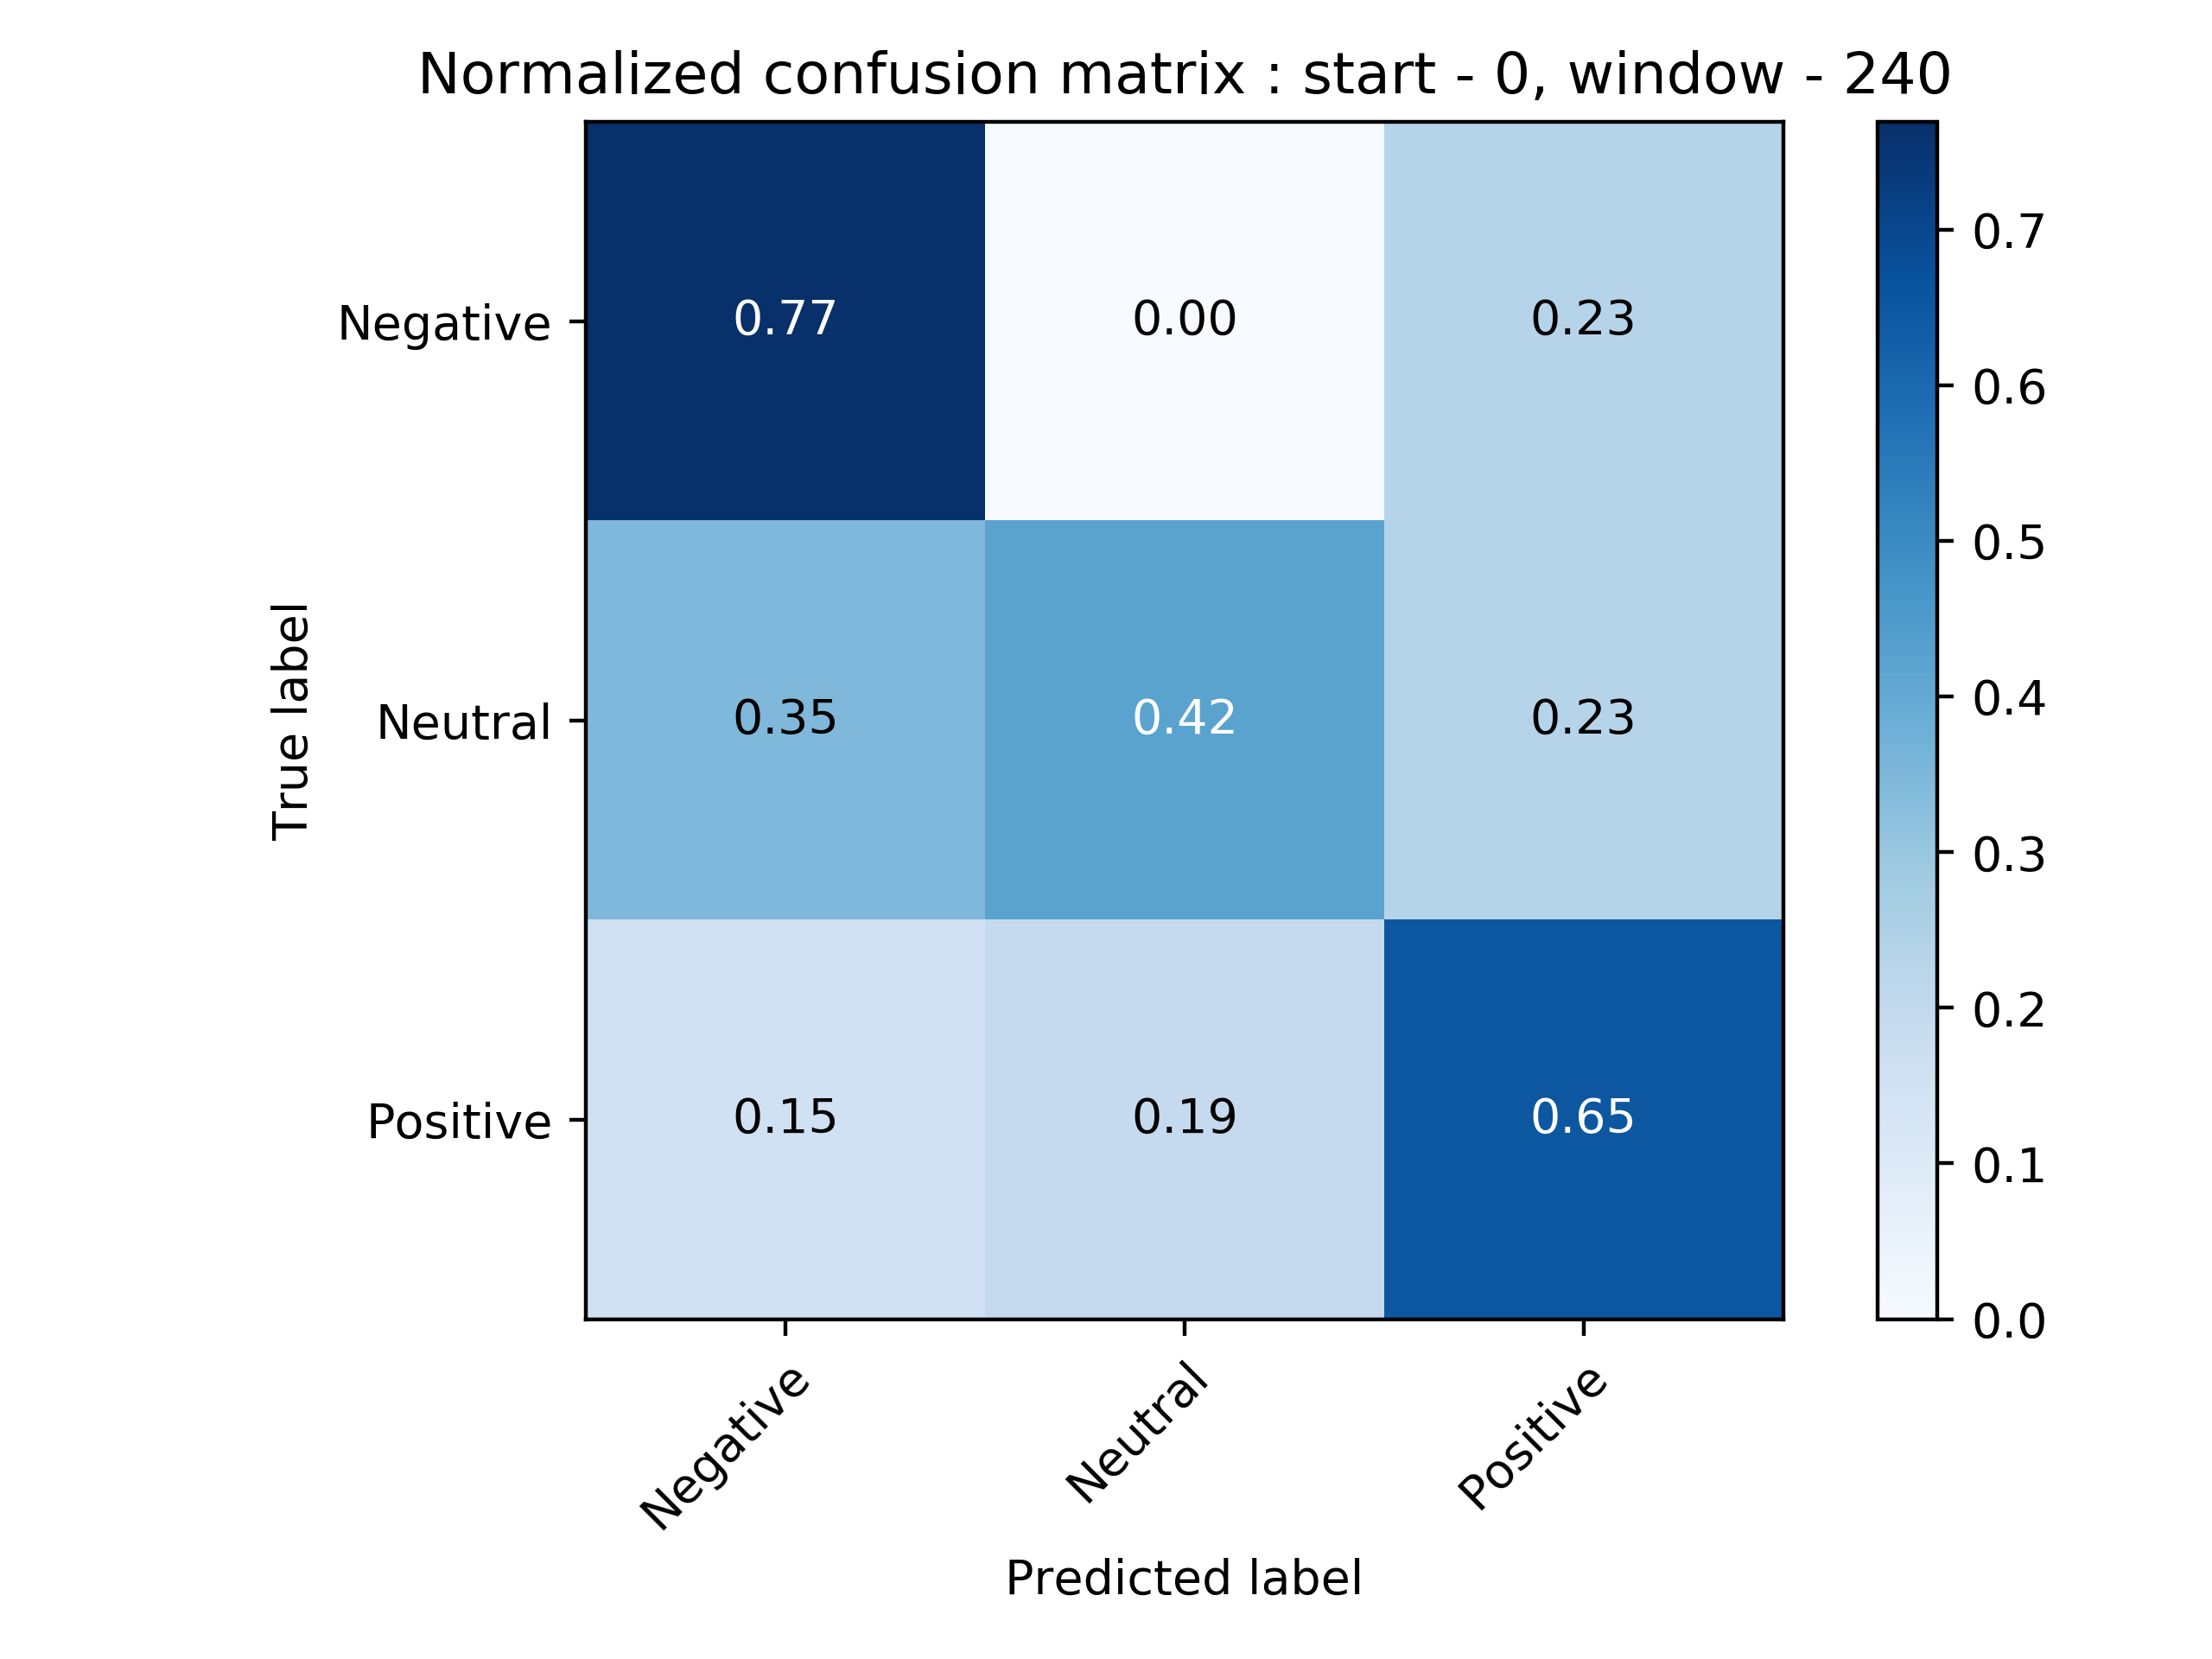 Normalized confusion matrix : start - 0, window - 240
Negative
0.77
0.00
0.23
Neutral
0.35
0.42
0.23
Positive
0.15
0.19
0.65
True label
Negative
Neutral
Positive
Predicted label
0.7
0.6
0.5
0.4
0.3
0.2
0.1
0.0